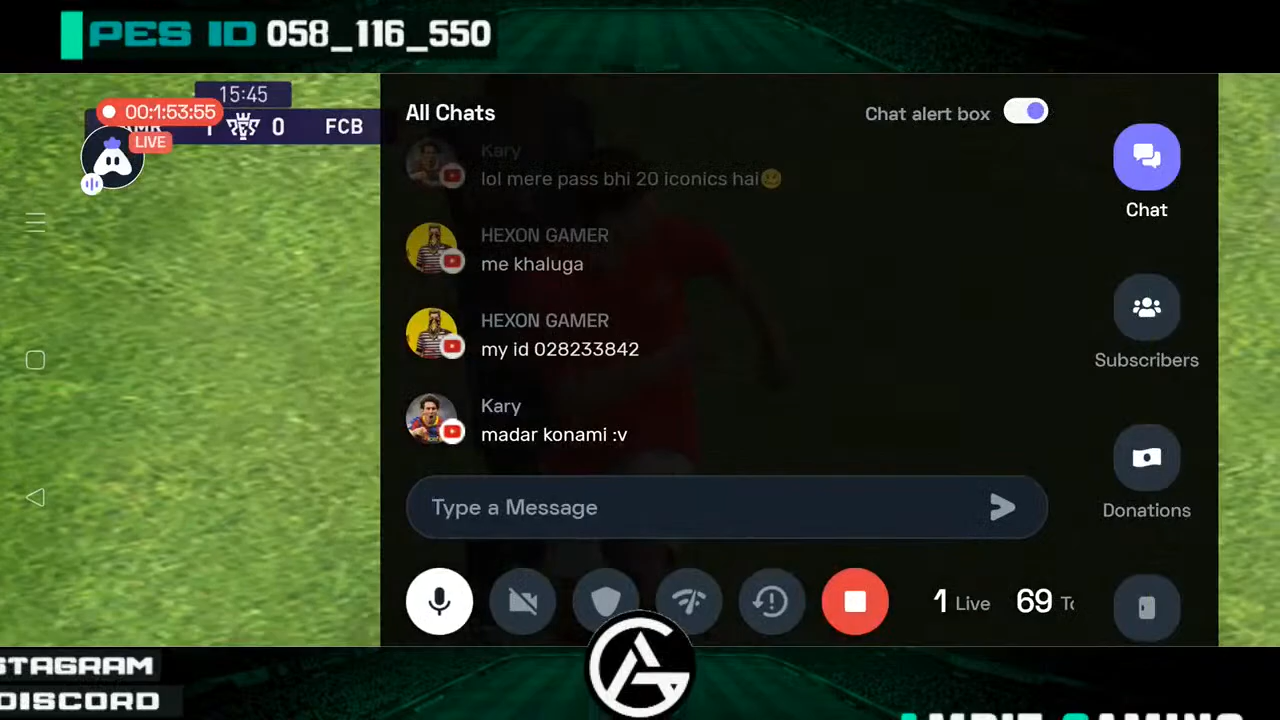 PES ID 058_116_550
15:45
00:1:53:55
LIVE
0 FCB
All Chats
Chat alert box
Kary
lol mere pass bhi 20 iconics hai😀
HEXON GAMER
me khaluga
HEXON GAMER
my id 028233842
Kary
madar konami :v
Type a Message
Chat
Subscribers
Donations
1 Live 69
STAGRAM
DISCORD